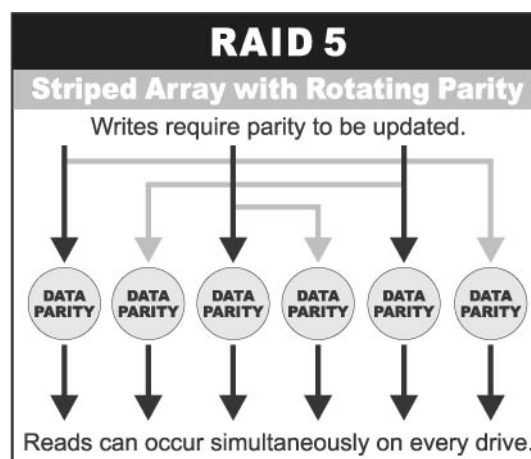 RAID 5
Striped Array with Rotating Parity
Writes require parity to be updated.
DATA PARITY
DATA PARITY
DATA PARITY
DATA PARITY
DATA PARITY
DATA PARITY
Reads can occur simultaneously on every drive.